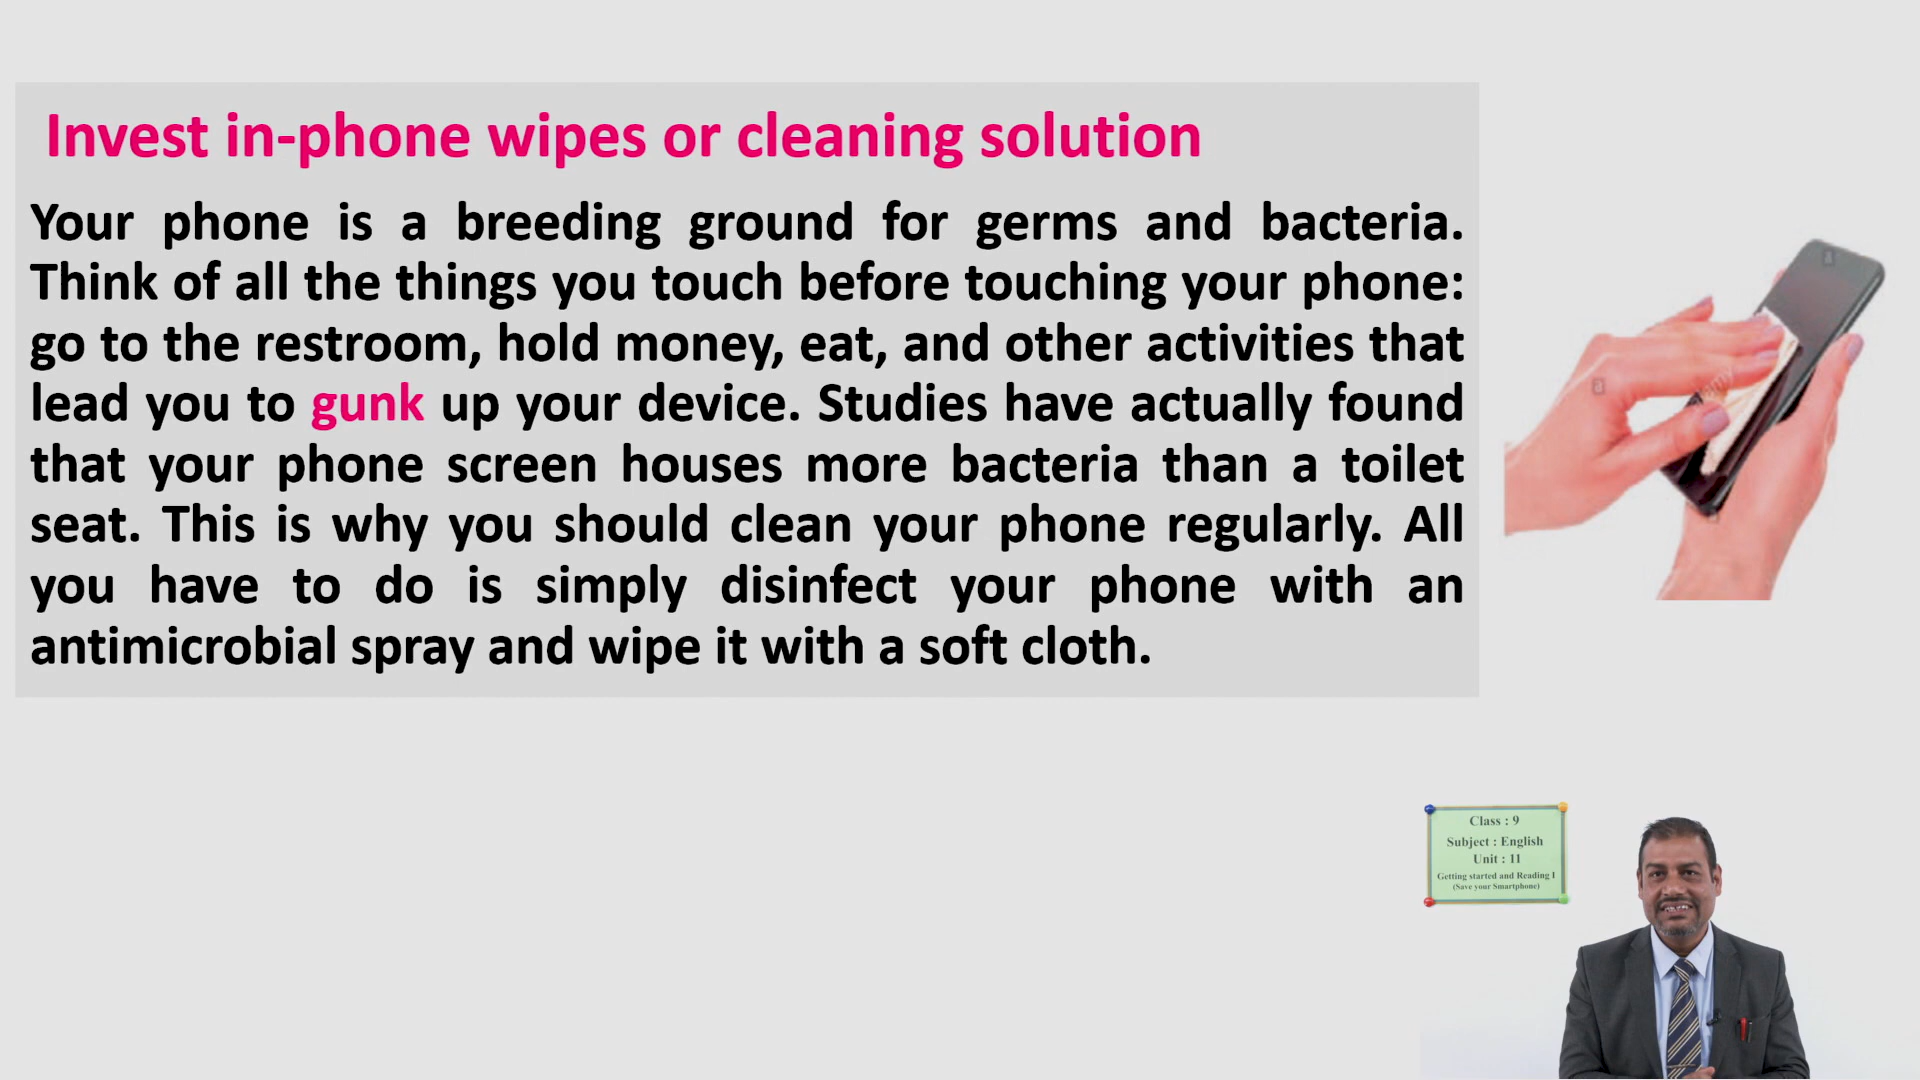 Invest in-phone wipes or cleaning solution
Your phone is a breeding ground for germs and bacteria.
Think of all the things you touch before touching your phone:
go to the restroom, hold money, eat, and other activities that
lead you to gunk up your device. Studies have actually found
that your phone screen houses more bacteria than a toilet
seat. This is why you should clean your phone regularly. All
you have to do is simply disinfect your phone with an
antimicrobial spray and wipe it with a soft cloth.
Class : 9
Subject : English
Unit : 11
Getting started and Reading I
(Save your Smartphone)